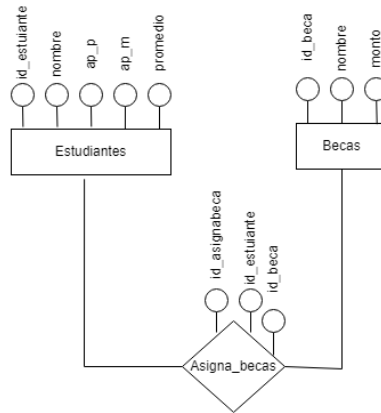 id_estuiante
nombre
ap_p
ap_m
promedio
id_beca
nombre
monto
Estudiantes
Becas
id_asignabeca
id_estuiante
id_beca
Asigna_becas